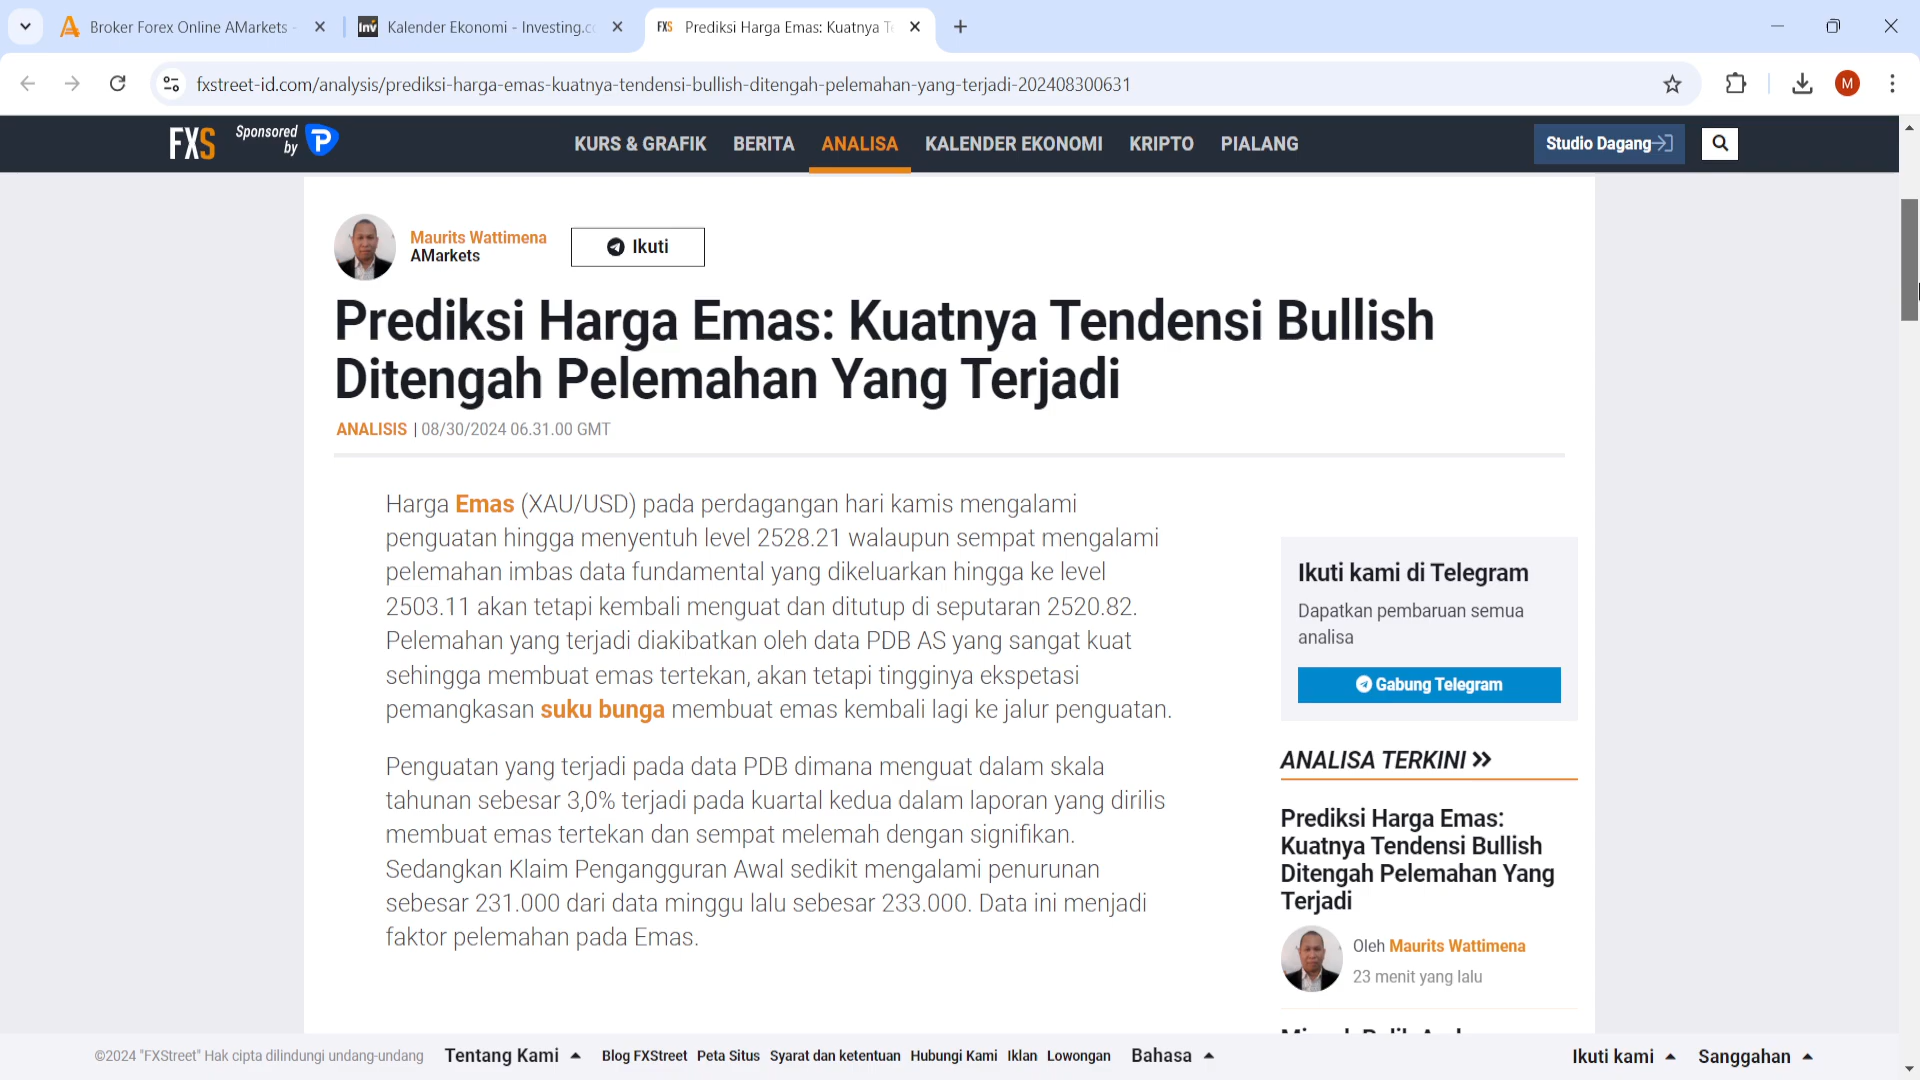 Broker Forex Online AMarkets -
Kalender Ekonomi - Investing.c
Prediksi Harga Emas: Kuatnya T
fxstreet-id.com/analysis/prediksi-harga-emas-kuatnya-tendensi-bullish-ditengah-pelemahan-yang-terjadi-202408300631
M
FXS
Sponsored by
P
KURS & GRAFIK
BERITA
ANALISA
KALENDER EKONOMI
KRIPTO
PIALANG
Studio Dagang
Maurits Wattimena
AMarkets
Ikuti
Prediksi Harga Emas: Kuatnya Tendensi Bullish
Ditengah Pelemahan Yang Terjadi
ANALISIS | 08/30/2024 06.31.00 GMT
Harga Emas (XAU/USD) pada perdagangan hari kamis mengalami
penguatan hingga menyentuh level 2528.21 walaupun sempat mengalami
pelemahan imbas data fundamental yang dikeluarkan hingga ke level
2503.11 akan tetapi kembali menguat dan ditutup di seputaran 2520.82.
Pelemahan yang terjadi diakibatkan oleh data PDB AS yang sangat kuat
sehingga membuat emas tertekan, akan tetapi tingginya ekspetasi
pemangkasan suku bunga membuat emas kembali lagi ke jalur penguatan.
Penguatan yang terjadi pada data PDB dimana menguat dalam skala
tahunan sebesar 3,0% terjadi pada kuartal kedua dalam laporan yang dirilis
membuat emas tertekan dan sempat melemah dengan signifikan.
Sedangkan Klaim Pengangguran Awal sedikit mengalami penurunan
sebesar 231.000 dari data minggu lalu sebesar 233.000. Data ini menjadi
faktor pelemahan pada Emas.
Ikuti kami di Telegram
Dapatkan pembaruan semua
analisa
Gabung Telegram
ANALISA TERKINI >>
Prediksi Harga Emas:
Kuatnya Tendensi Bullish
Ditengah Pelemahan Yang
Terjadi
Oleh Maurits Wattimena
23 menit yang lalu
©2024 "FXStreet" Hak cipta dilindungi undang-undang
Tentang Kami
Blog FXStreet
Peta Situs
Syarat dan ketentuan
Hubungi Kami
Iklan
Lowongan
Bahasa
Ikuti kami
Sanggahan